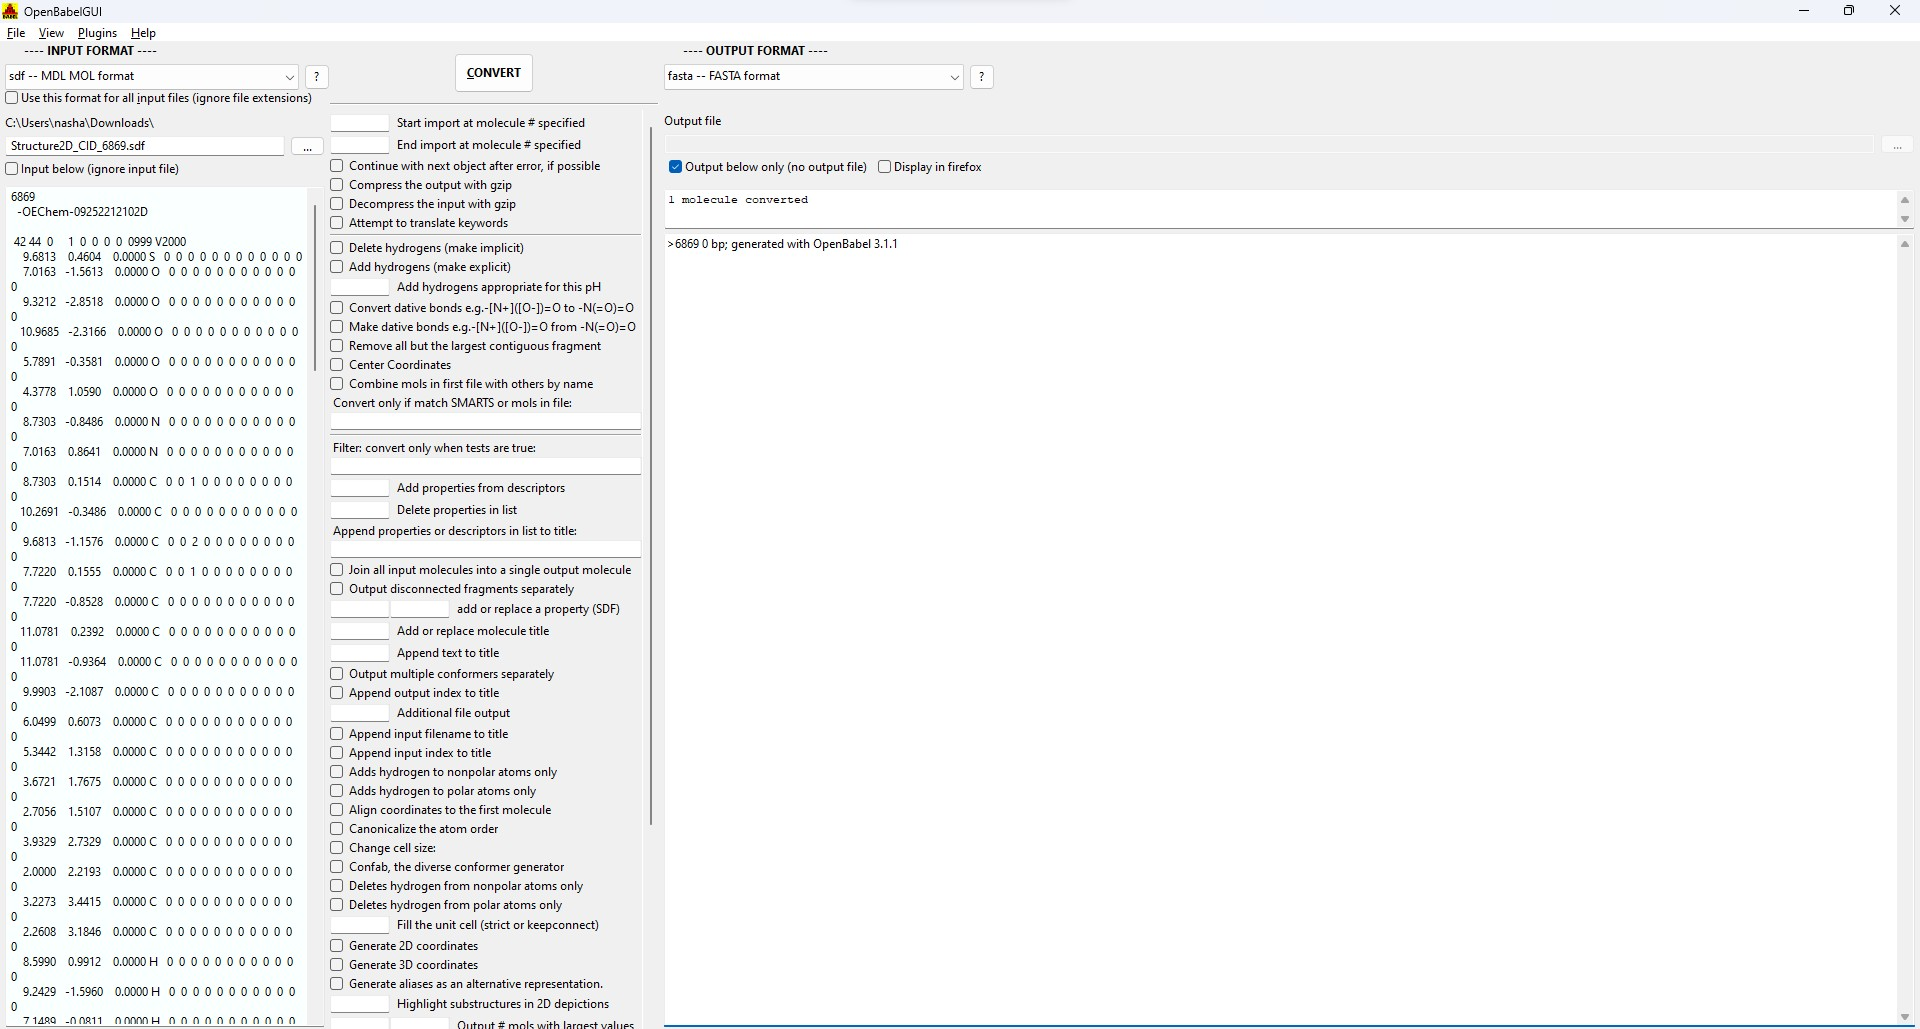 OpenBabelGUI
File View Plugins Help
---- INPUT FORMAT ----
sdf -- MDL MOL format
?
Use this format for all input files (ignore file extensions)
C:\Users\nasha\Downloads\
Structure2D_CID_6869.sdf
...
Input below (ignore input file)
6869
-OEChem-09252212102D
42 44 0 1 0 0 0 0 0999 V2000
9.6813 0.4604 0.0000 S 0 0 0 0 0 0 0 0 0 0 0 0
7.0163 -1.5613 0.0000 O 0 0 0 0 0 0 0 0 0 0 0
0
9.3212 -2.8518 0.0000 O 0 0 0 0 0 0 0 0 0 0 0
0
10.9685 -2.3166 0.0000 O 0 0 0 0 0 0 0 0 0 0 0
0
5.7891 -0.3581 0.0000 O 0 0 0 0 0 0 0 0 0 0 0
0
4.3778 1.0590 0.0000 O 0 0 0 0 0 0 0 0 0 0 0
0
8.7303 -0.8486 0.0000 N 0 0 0 0 0 0 0 0 0 0 0
0
7.0163 0.8641 0.0000 N 0 0 0 0 0 0 0 0 0 0 0
0
8.7303 0.1514 0.0000 C 0 0 1 0 0 0 0 0 0 0 0
0
10.2691 -0.3486 0.0000 C 0 0 0 0 0 0 0 0 0 0 0
0
9.6813 -1.1576 0.0000 C 0 0 2 0 0 0 0 0 0 0 0
0
7.7220 0.1555 0.0000 C 0 0 1 0 0 0 0 0 0 0 0
0
7.7220 -0.8528 0.0000 C 0 0 0 0 0 0 0 0 0 0 0
0
11.0781 0.2392 0.0000 C 0 0 0 0 0 0 0 0 0 0 0
0
11.0781 -0.9364 0.0000 C 0 0 0 0 0 0 0 0 0 0 0
0
9.9903 -2.1087 0.0000 C 0 0 0 0 0 0 0 0 0 0 0
0
6.0499 0.6073 0.0000 C 0 0 0 0 0 0 0 0 0 0 0
0
5.3442 1.3158 0.0000 C 0 0 0 0 0 0 0 0 0 0 0
0
3.6721 1.7675 0.0000 C 0 0 0 0 0 0 0 0 0 0 0
0
2.7056 1.5107 0.0000 C 0 0 0 0 0 0 0 0 0 0 0
0
3.9329 2.7329 0.0000 C 0 0 0 0 0 0 0 0 0 0 0
0
2.0000 2.2193 0.0000 C 0 0 0 0 0 0 0 0 0 0 0
0
3.2273 3.4415 0.0000 C 0 0 0 0 0 0 0 0 0 0 0
0
2.2608 3.1846 0.0000 C 0 0 0 0 0 0 0 0 0 0 0
0
8.5990 0.9912 0.0000 H 0 0 0 0 0 0 0 0 0 0 0
0
9.2429 -1.5960 0.0000 H 0 0 0 0 0 0 0 0 0 0 0
0
7.1489 -0.0811 0.0000 H 0 0 0 0 0 0 0 0 0 0 0
CONVERT
Start import at molecule # specified
End import at molecule # specified
Continue with next object after error, if possible
Compress the output with gzip
Decompress the input with gzip
Attempt to translate keywords
Delete hydrogens (make implicit)
Add hydrogens (make explicit)
Add hydrogens appropriate for this pH
Convert dative bonds e.g.-[N+]([O-])=O to -N(=O)=O
Make dative bonds e.g.-[N+]([O-])=O from -N(=O)=O
Remove all but the largest contiguous fragment
Center Coordinates
Combine mols in first file with others by name
Convert only if match SMARTS or mols in file:
Filter: convert only when tests are true:
Add properties from descriptors
Delete properties in list
Append properties or descriptors in list to title:
Join all input molecules into a single output molecule
Output disconnected fragments separately
add or replace a property (SDF)
Add or replace molecule title
Append text to title
Output multiple conformers separately
Append output index to title
Additional file output
Append input filename to title
Append input index to title
Adds hydrogen to nonpolar atoms only
Adds hydrogen to polar atoms only
Align coordinates to the first molecule
Canonicalize the atom order
Change cell size:
Confab, the diverse conformer generator
Deletes hydrogen from nonpolar atoms only
Deletes hydrogen from polar atoms only
Fill the unit cell (strict or keepconnect)
Generate 2D coordinates
Generate 3D coordinates
Generate aliases as an alternative representation.
Highlight substructures in 2D depictions
Output # mols with largest values
---- OUTPUT FORMAT ----
fasta -- FASTA format
?
Output file
...
Output below only (no output file) Display in firefox
1 molecule converted
>6869 0 bp; generated with OpenBabel 3.1.1